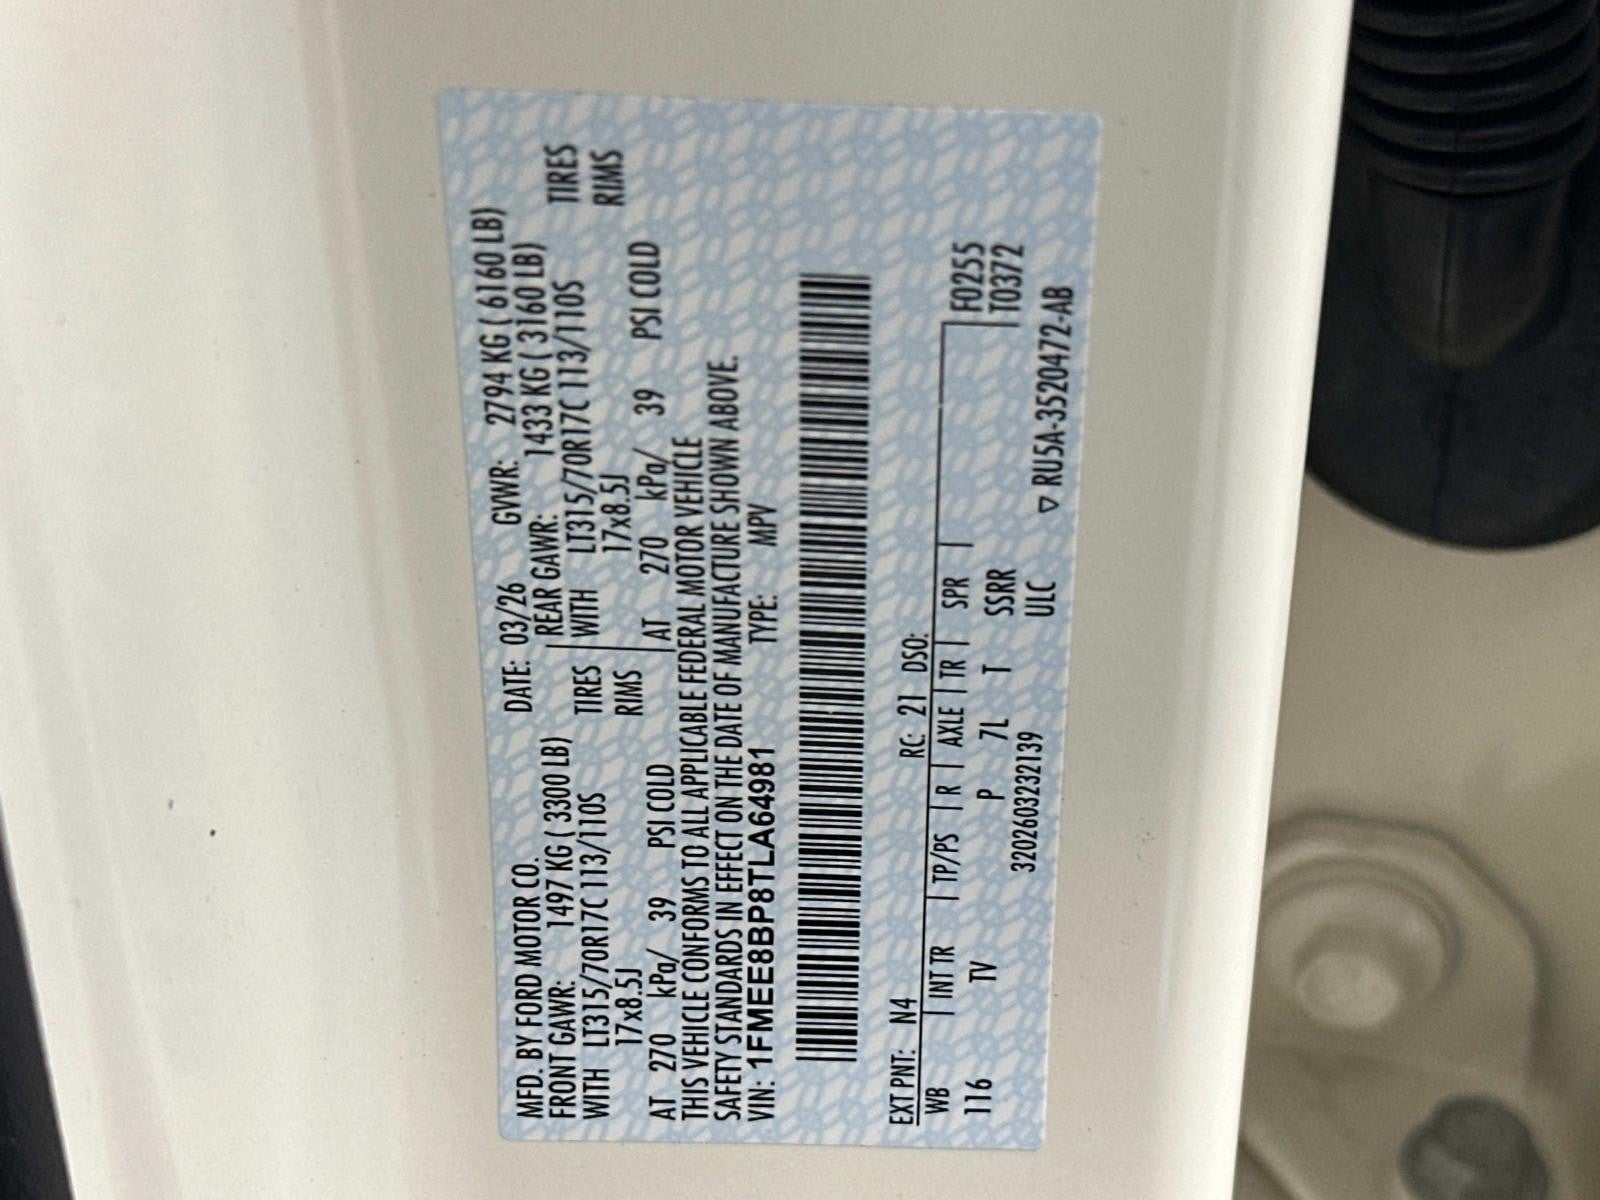 MFD. BY FORD MOTOR CO. DATE: 03/26 GVWR: 2794 KG ( 6160 LB)
FRONT GAWR: 1497 KG ( 3300 LB) REAR GAWR: 1433 KG ( 3160 LB)
WITH LT315/70R17C 113/110S TIRES WITH LT315/70R17C 113/110S TIRES
17x8.5J RIMS 17x8.5J RIMS
AT 270 kPa/ 39 PSI COLD AT 270 kPa/ 39 PSI COLD
THIS VEHICLE CONFORMS TO ALL APPLICABLE FEDERAL MOTOR VEHICLE
SAFETY STANDARDS IN EFFECT ON THE DATE OF MANUFACTURE SHOWN ABOVE.
VIN: 1FMEE8BP8TLA64981 TYPE: MPV
EXT PNT: N4 RC: 21 DSO:
WB INT TR TP/PS R AXLE TR SPR F0255
116 TV P 7L T SSRR T0372
3202603232139 ULC ▽ RU5A-3520472-AB